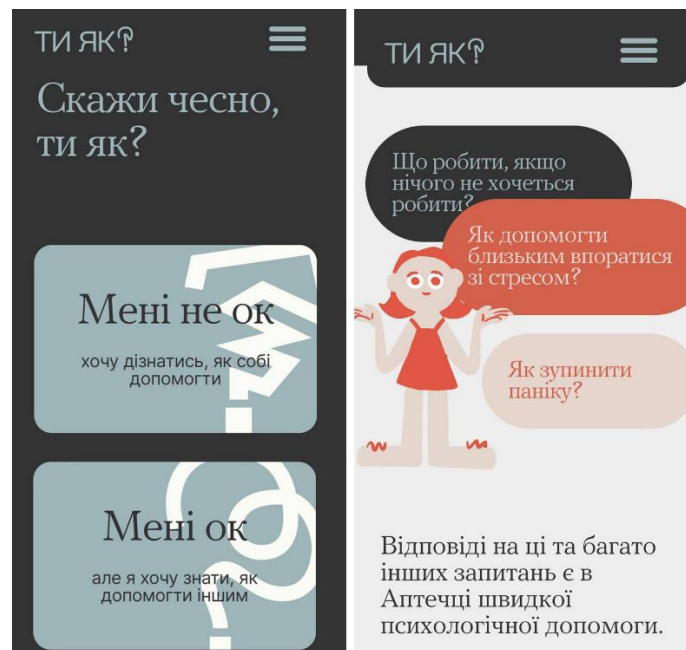 ТИ ЯК?
Скажи чесно,
ти як?
Мені не ок
хочу дізнатись, як собі
допомогти
Мені ок
але я хочу знати, як
допомогти іншим
ТИ ЯК?
Що робити, якщо
нічого не хочеться
робити?
Як допомогти
близьким впоратися
зі стресом?
Як зупинити
паніку?
Відповіді на ці та багато
інших запитань є в
Аптечці швидкої
психологічної допомоги.